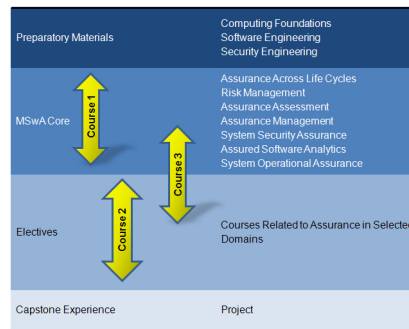 Preparatory Materials
Computing Foundations
Software Engineering
Security Engineering
MSwA Core
Assurance Across Life Cycles
Risk Management
Assurance Assessment
Assurance Management
System Security Assurance
Assured Software Analytics
System Operational Assurance
Course 1
Course 3
Course 2
Electives
Courses Related to Assurance in Selected
Domains
Capstone Experience
Project